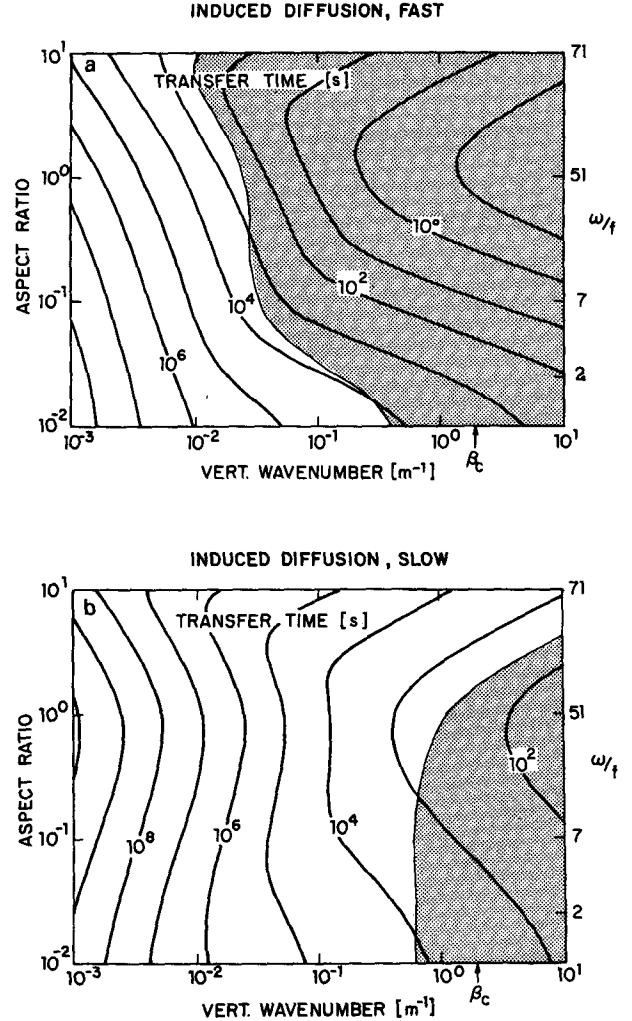 INDUCED DIFFUSION, FAST
a
TRANSFER TIME [s]
10¹
10⁰
10⁻¹
10⁻²
ASPECT RATIO
71
51
7
2
ω/f
10⁰
10²
10⁴
10⁶
10⁻³
10⁻²
10⁻¹
10⁰
10¹
βc
VERT. WAVENUMBER [m⁻¹]
INDUCED DIFFUSION, SLOW
b
TRANSFER TIME [s]
10¹
10⁰
10⁻¹
10⁻²
ASPECT RATIO
71
51
7
2
ω/f
10²
10⁴
10⁶
10⁸
10⁻³
10⁻²
10⁻¹
10⁰
10¹
βc
VERT. WAVENUMBER [m⁻¹]